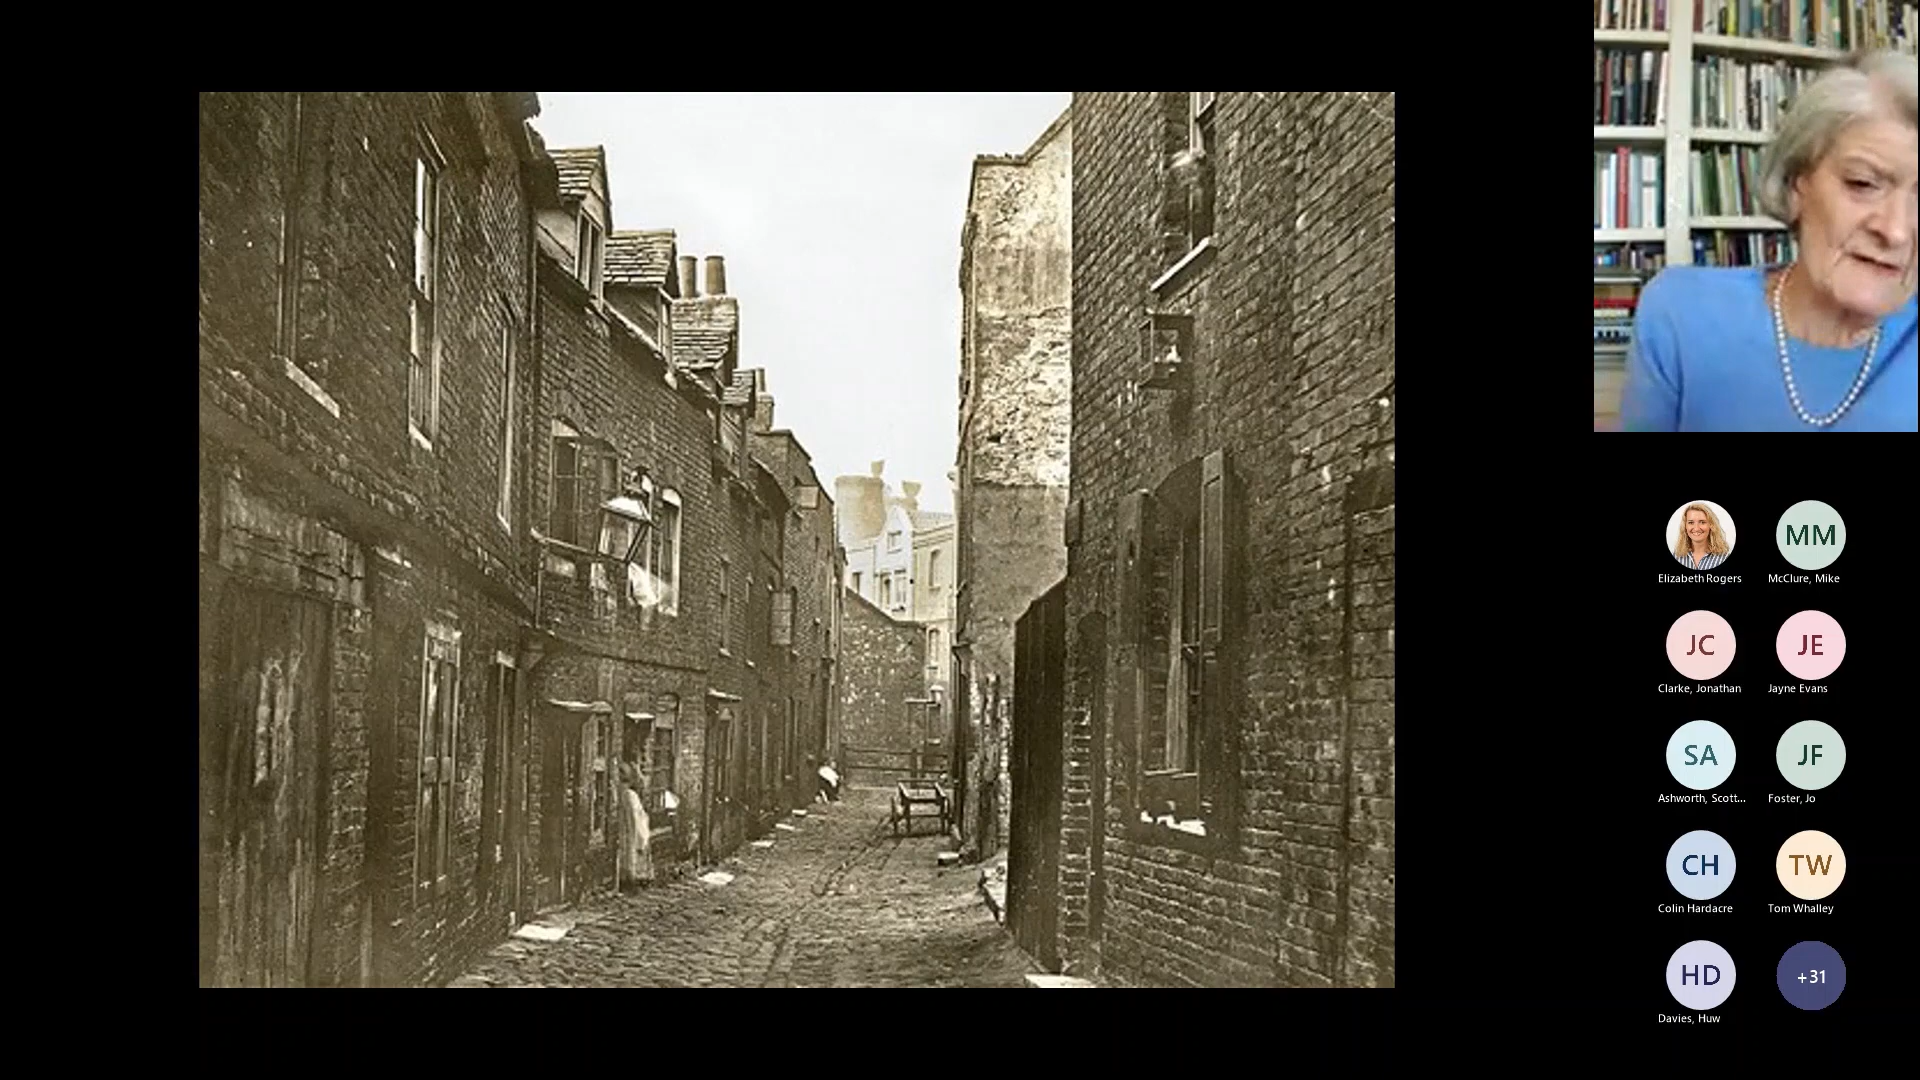 Elizabeth Rogers
MM
McClure, Mike
JC
Clarke, Jonathan
JE
Jayne Evans
SA
Ashworth, Scott...
JF
Foster, Jo
CH
Colin Hardacre
TW
Tom Whalley
HD
Davies, Huw
+31